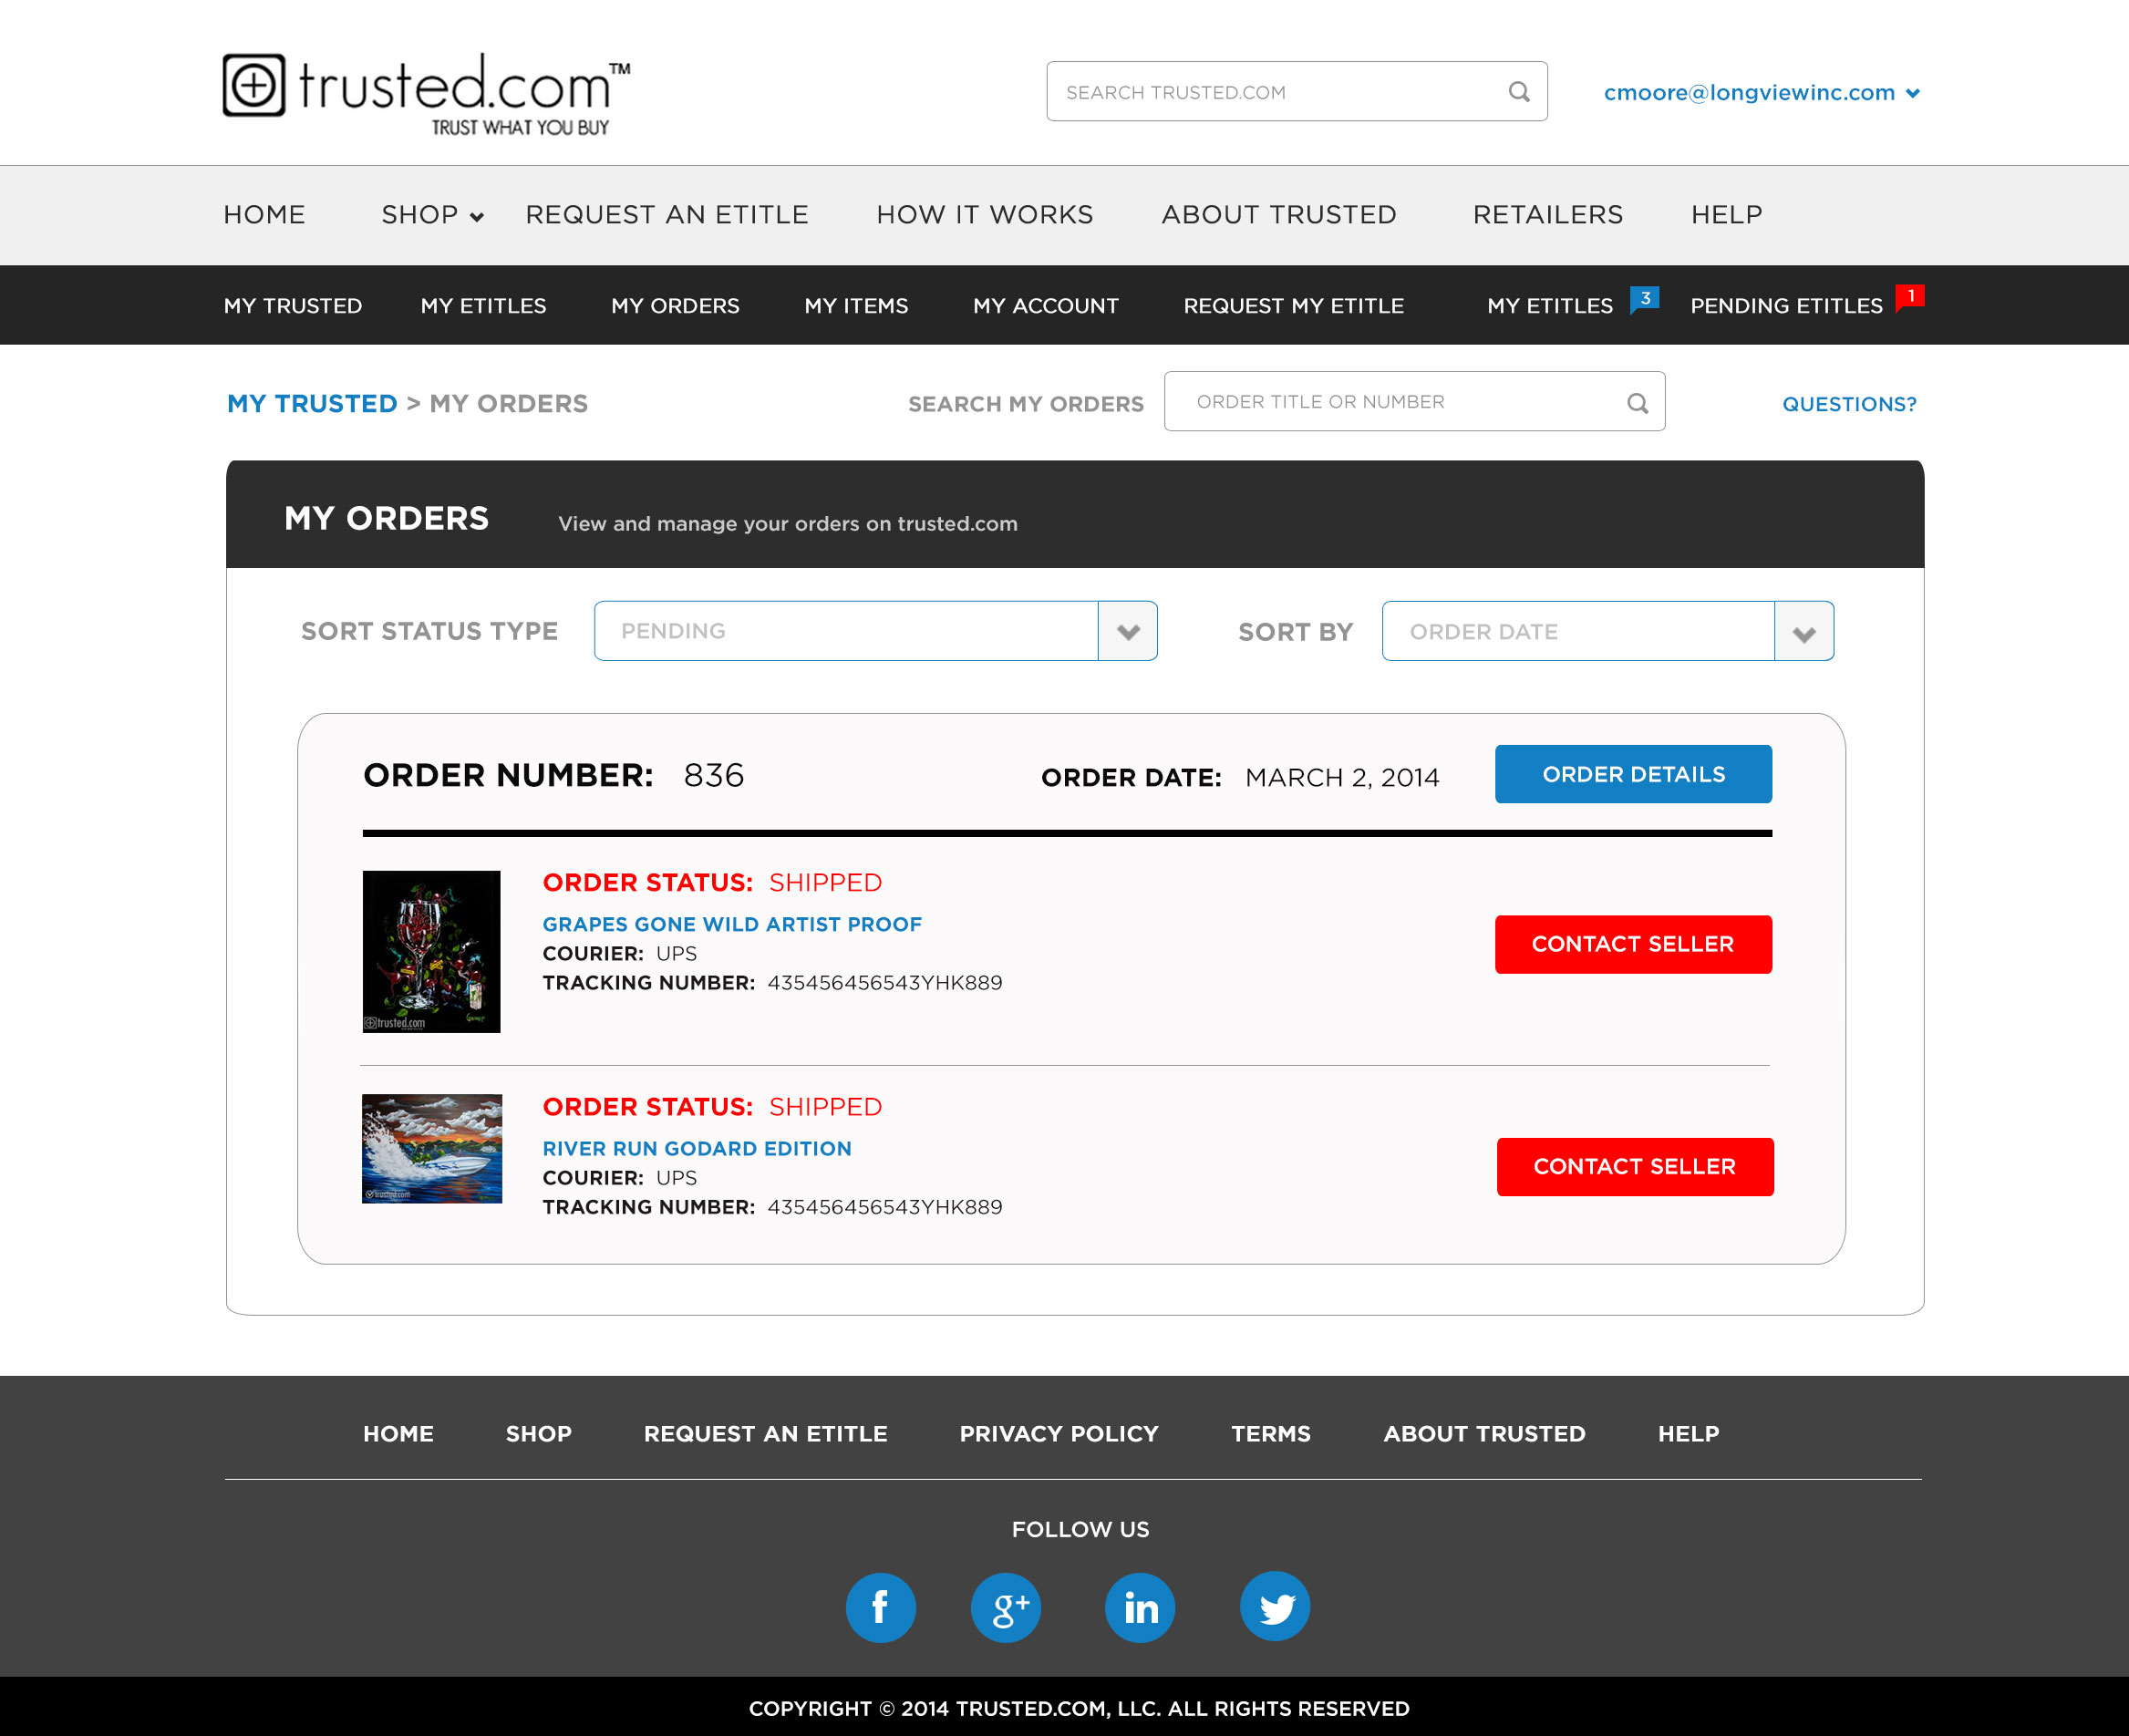 trusted.com™
TRUST WHAT YOU BUY
SEARCH TRUSTED.COM
cmoore@longviewinc.com
HOME SHOP REQUEST AN ETITLE HOW IT WORKS ABOUT TRUSTED RETAILERS HELP
MY TRUSTED MY ETITLES MY ORDERS MY ITEMS MY ACCOUNT REQUEST MY ETITLE MY ETITLES 3 PENDING ETITLES 1
MY TRUSTED > MY ORDERS SEARCH MY ORDERS ORDER TITLE OR NUMBER QUESTIONS?
MY ORDERS View and manage your orders on trusted.com
SORT STATUS TYPE PENDING SORT BY ORDER DATE
ORDER NUMBER: 836 ORDER DATE: MARCH 2, 2014 ORDER DETAILS
ORDER STATUS: SHIPPED
GRAPES GONE WILD ARTIST PROOF
COURIER: UPS
TRACKING NUMBER: 435456456543YHK889
CONTACT SELLER
trusted.com
ORDER STATUS: SHIPPED
RIVER RUN GODARD EDITION
COURIER: UPS
TRACKING NUMBER: 435456456543YHK889
CONTACT SELLER
trusted.com
HOME SHOP REQUEST AN ETITLE PRIVACY POLICY TERMS ABOUT TRUSTED HELP
FOLLOW US
f g+ in
COPYRIGHT © 2014 TRUSTED.COM, LLC. ALL RIGHTS RESERVED